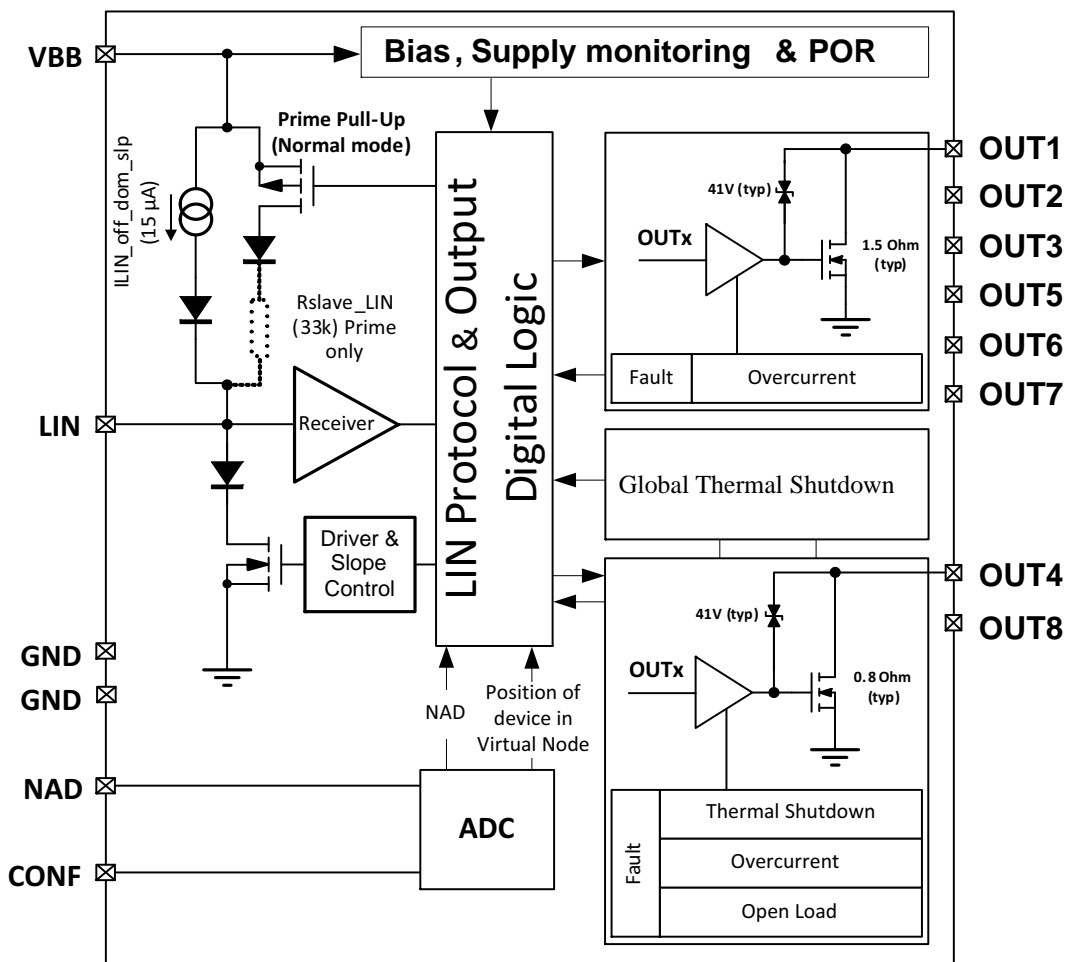 VBB
Bias, Supply monitoring & POR
Prime Pull-Up
(Normal mode)
ILIN_off_dom_slp
(15 µA)
Rslave_LIN
(33k) Prime
only
LIN
Receiver
Driver &
Slope
Control
LIN Protocol & Output
Digital Logic
GND
GND
NAD
CONF
NAD
Position of
device in
Virtual Node
ADC
41V (typ)
OUTx
1.5 Ohm
(typ)
Fault
Overcurrent
Global Thermal Shutdown
41V (typ)
OUTx
0.8 Ohm
(typ)
Fault
Thermal Shutdown
Overcurrent
Open Load
OUT1
OUT2
OUT3
OUT5
OUT6
OUT7
OUT4
OUT8